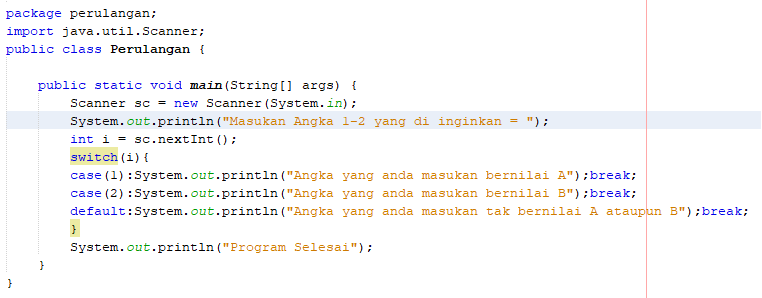 package perulangan;
import java.util.Scanner;
public class Perulangan {
public static void main(String[] args) {
Scanner sc = new Scanner(System.in);
System.out.println("Masukan Angka 1-2 yang di inginkan = ");
int i = sc.nextInt();
switch(i){
case(1):System.out.println("Angka yang anda masukan bernilai A");break;
case(2):System.out.println("Angka yang anda masukan bernilai B");break;
default:System.out.println("Angka yang anda masukan tak bernilai A ataupun B");break;
}
System.out.println("Program Selesai");
}
}